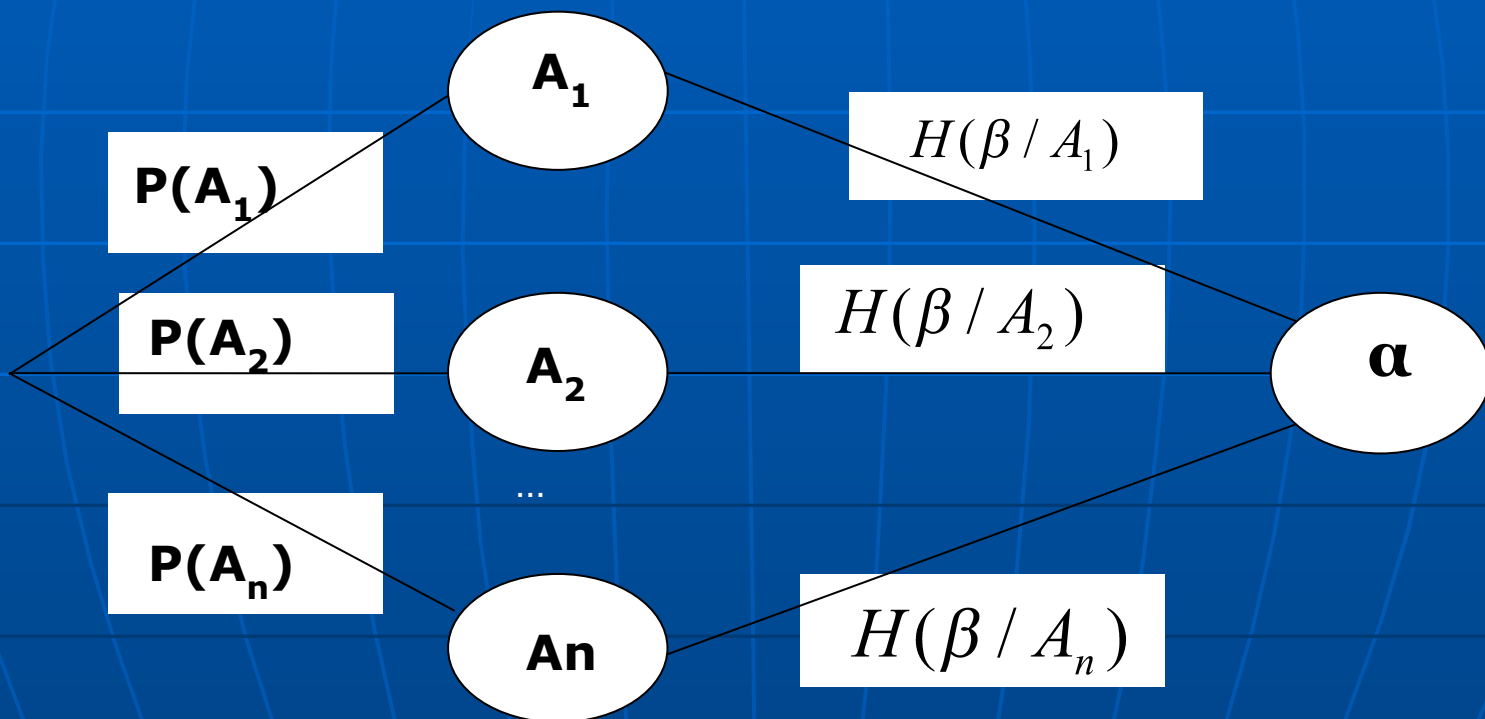 A₁
H(β / A₁)
P(A₁)
H(β / A₂)
P(A₂)
A₂
α
...
P(Aₙ)
An
H(β / Aₙ)